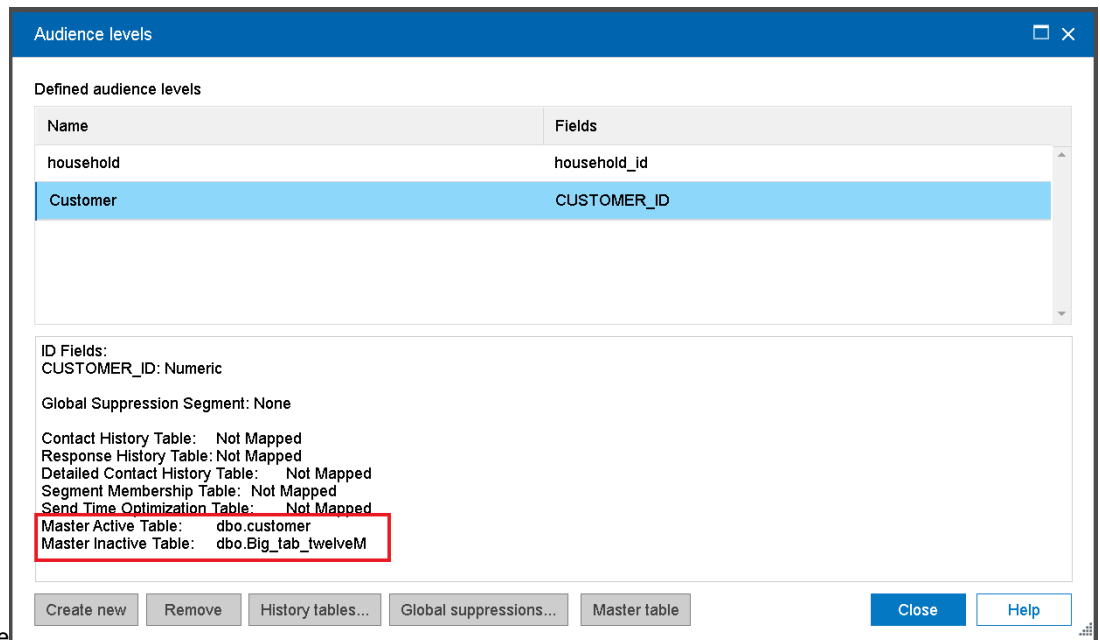 Audience levels
Defined audience levels
Name Fields
household household_id
Customer CUSTOMER_ID
ID Fields:
CUSTOMER_ID: Numeric
Global Suppression Segment: None
Contact History Table: Not Mapped
Response History Table: Not Mapped
Detailed Contact History Table: Not Mapped
Segment Membership Table: Not Mapped
Send Time Optimization Table: Not Mapped
Master Active Table: dbo.customer
Master Inactive Table: dbo.Big_tab_twelveM
Create new Remove History tables... Global suppressions... Master table Close Help
e